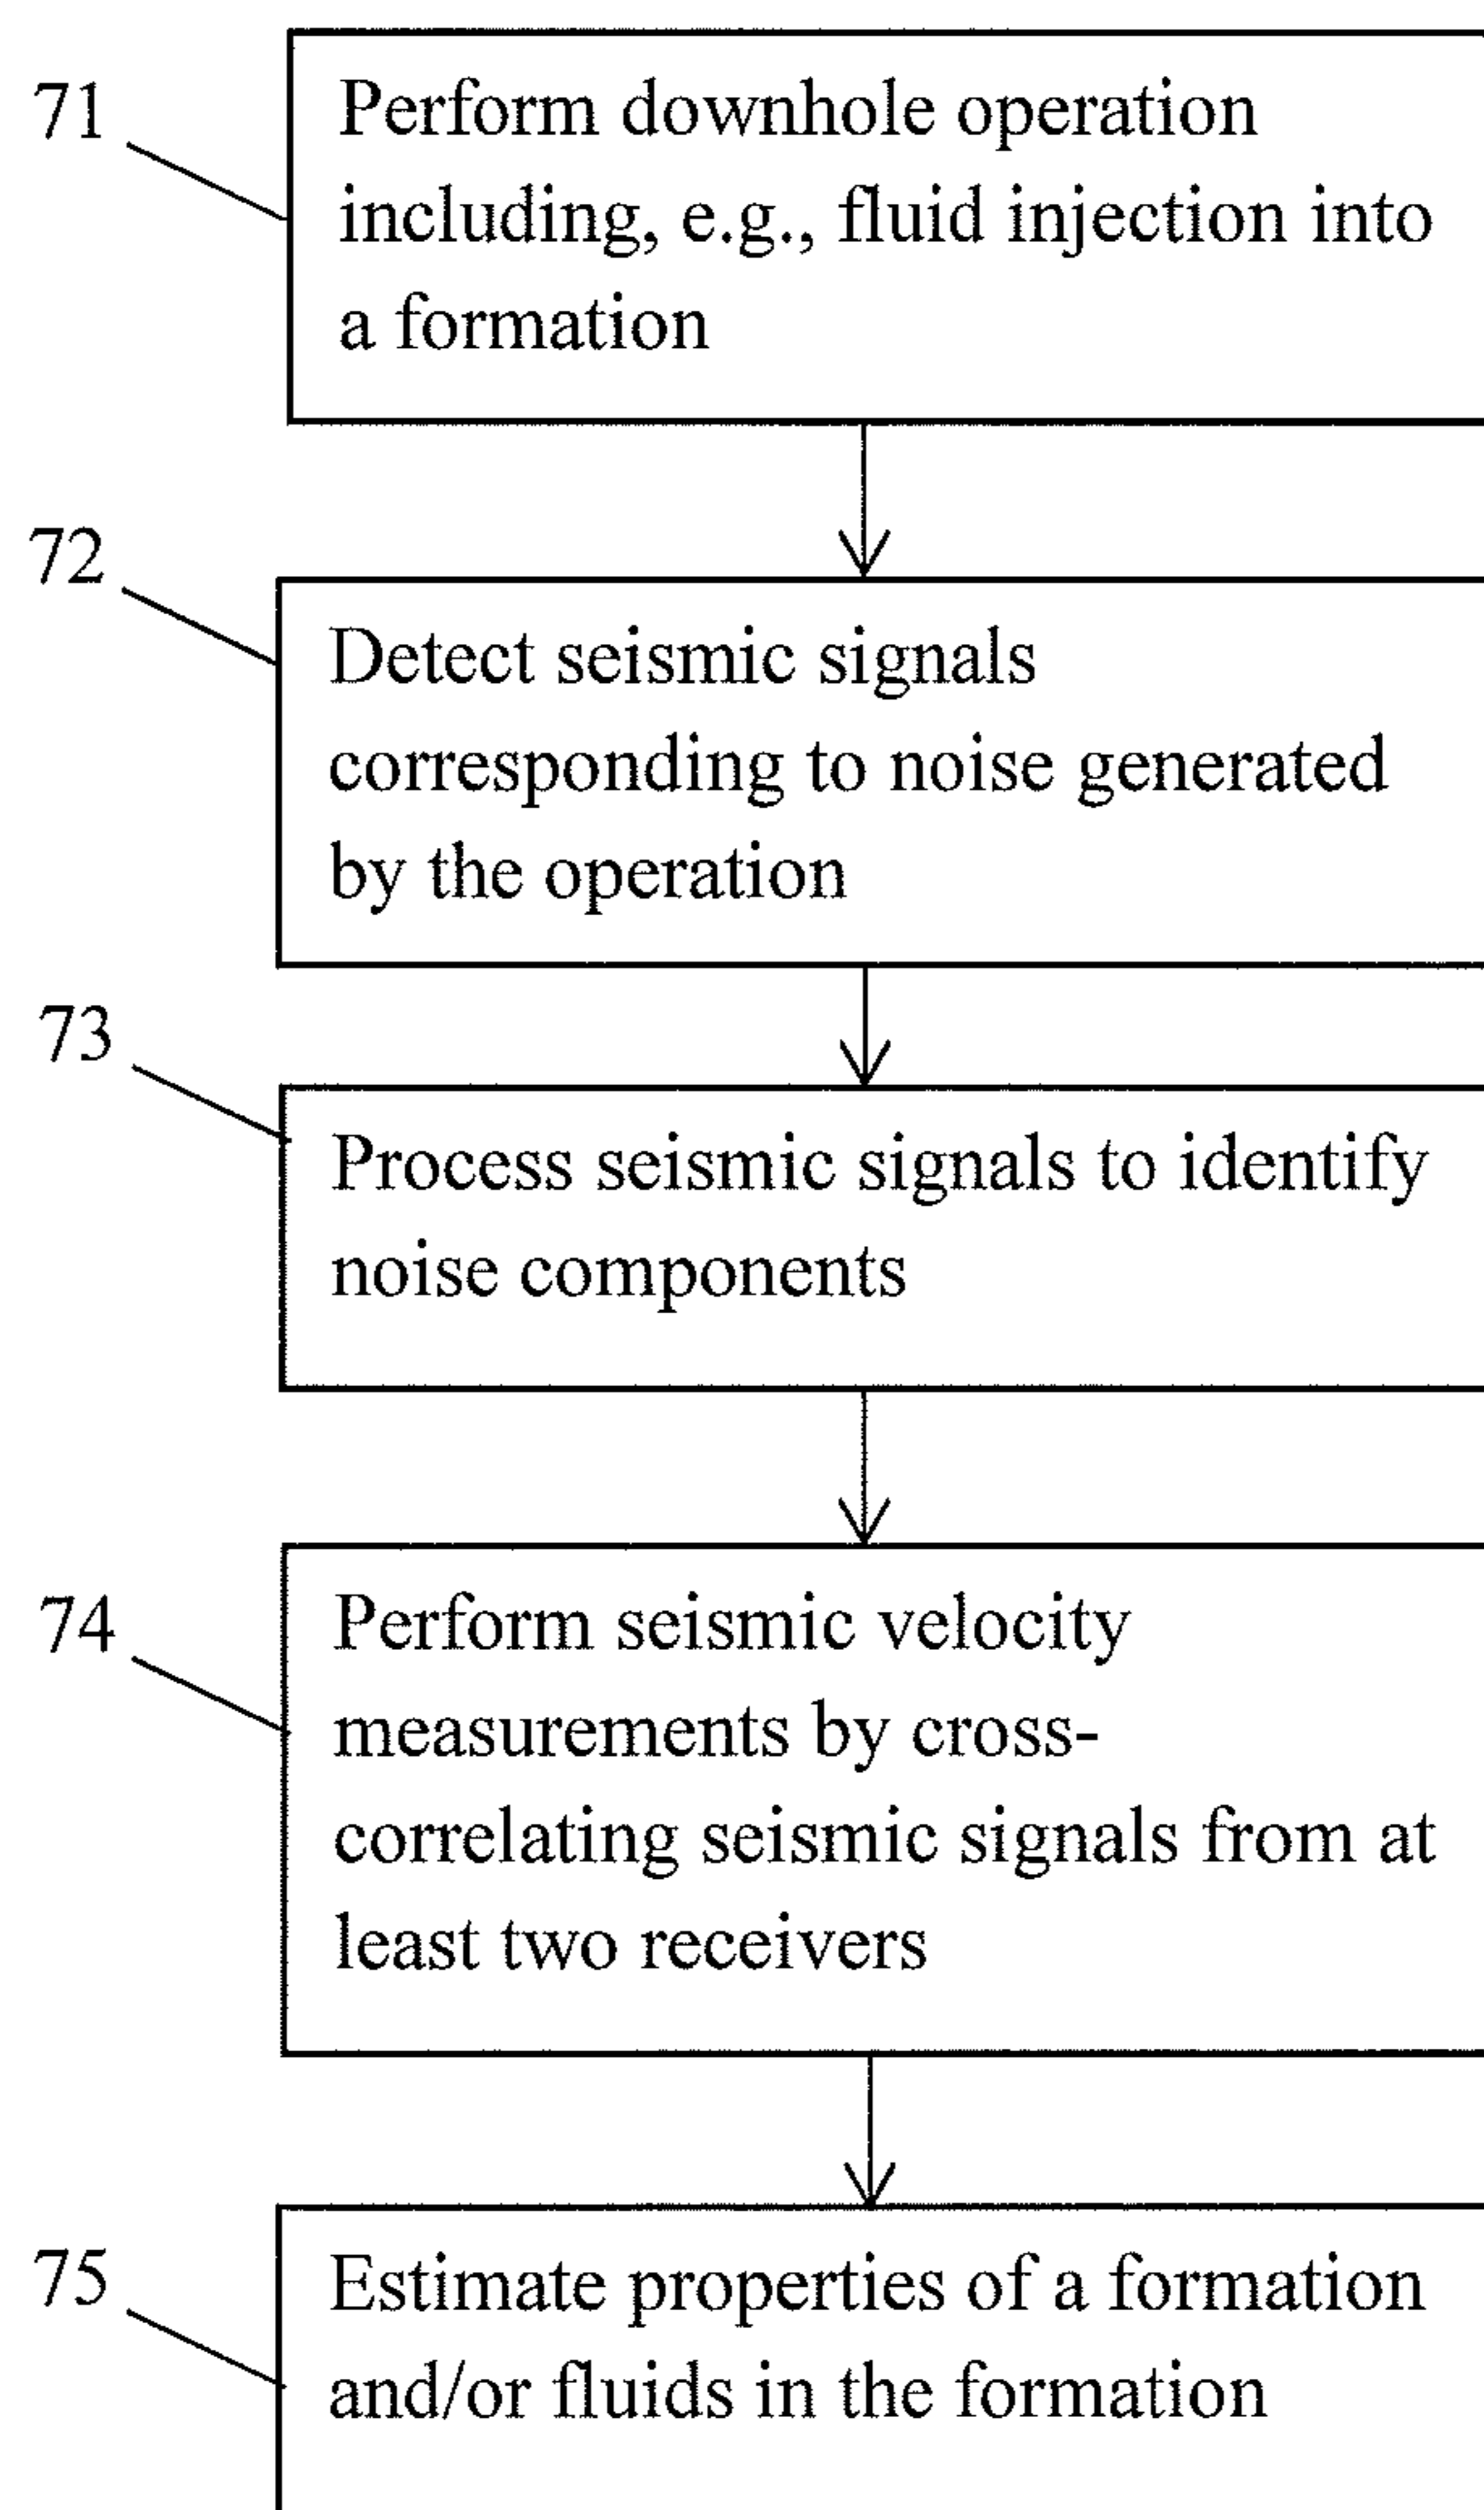 71
Perform downhole operation
including, e.g., fluid injection into
a formation
72
Detect seismic signals
corresponding to noise generated
by the operation
73
Process seismic signals to identify
noise components
74
Perform seismic velocity
measurements by cross-
correlating seismic signals from at
least two receivers
75
Estimate properties of a formation
and/or fluids in the formation